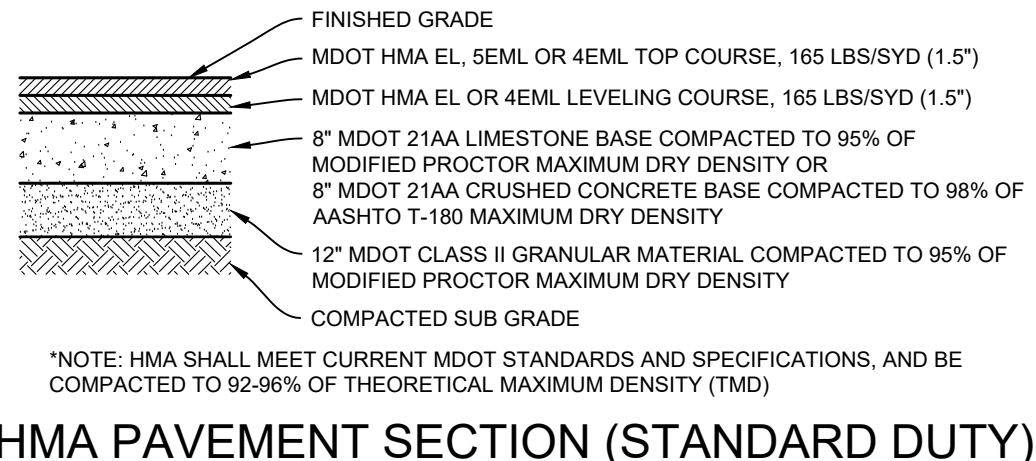 FINISHED GRADE
MDOT HMA EL, 5EML OR 4EML TOP COURSE, 165 LBS/SYD (1.5")
MDOT HMA EL OR 4EML LEVELING COURSE, 165 LBS/SYD (1.5")
8" MDOT 21AA LIMESTONE BASE COMPACTED TO 95% OF
MODIFIED PROCTOR MAXIMUM DRY DENSITY OR
8" MDOT 21AA CRUSHED CONCRETE BASE COMPACTED TO 98% OF
AASHTO T-180 MAXIMUM DRY DENSITY
12" MDOT CLASS II GRANULAR MATERIAL COMPACTED TO 95% OF
MODIFIED PROCTOR MAXIMUM DRY DENSITY
COMPACTED SUB GRADE
*NOTE: HMA SHALL MEET CURRENT MDOT STANDARDS AND SPECIFICATIONS, AND BE
COMPACTED TO 92-96% OF THEORETICAL MAXIMUM DENSITY (TMD)
HMA PAVEMENT SECTION (STANDARD DUTY)